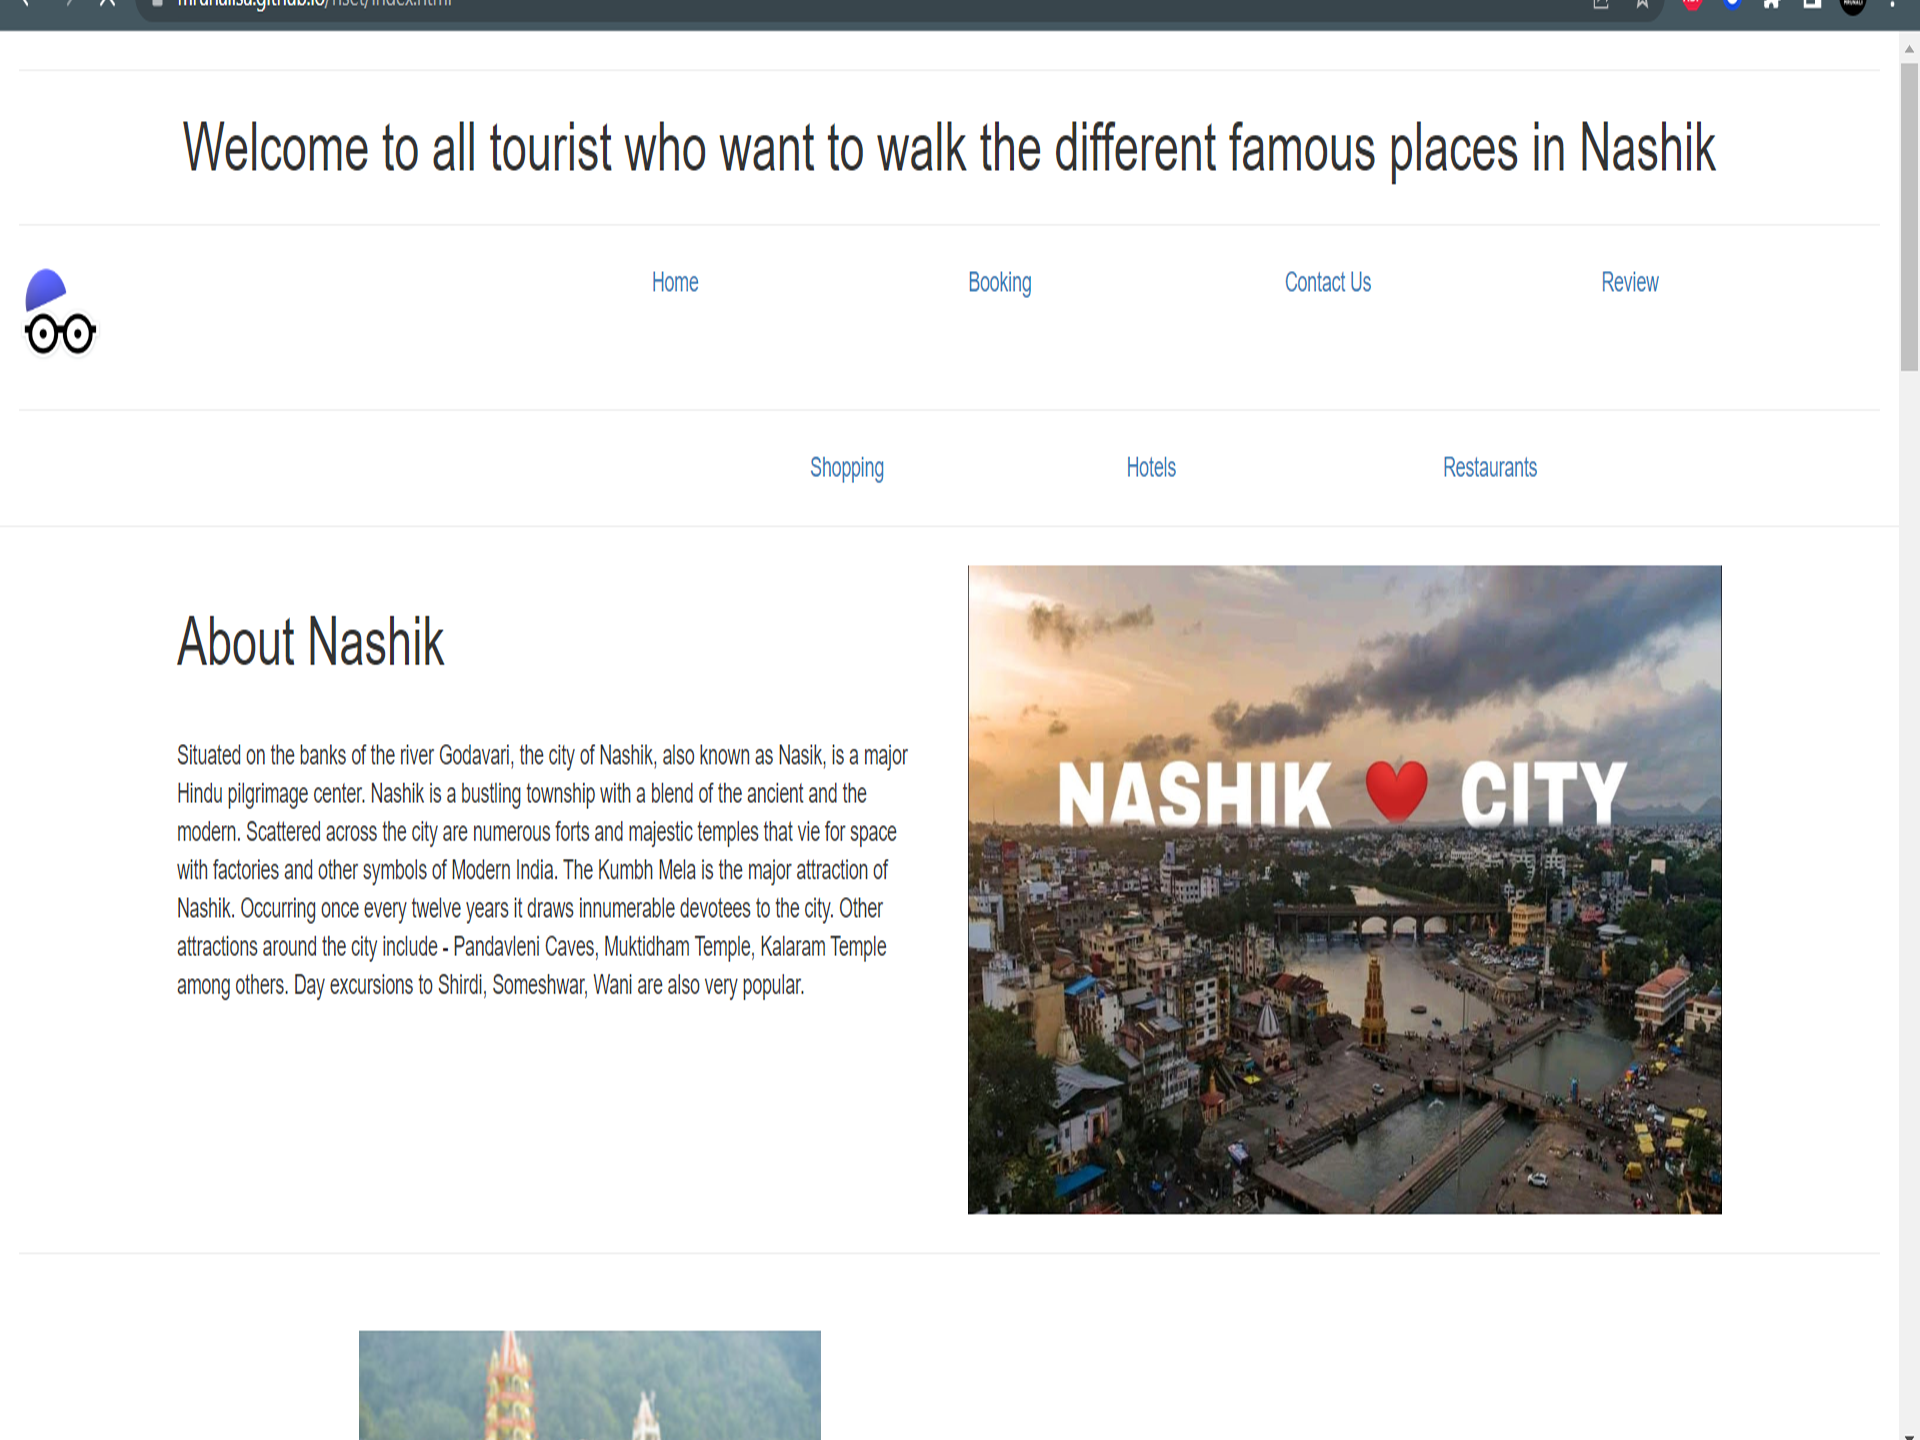 Welcome to all tourist who want to walk the different famous places in Nashik
Home Booking Contact Us Review
Shopping Hotels Restaurants
About Nashik
Situated on the banks of the river Godavari, the city of Nashik, also known as Nasik, is a major
Hindu pilgrimage center. Nashik is a bustling township with a blend of the ancient and the
modern. Scattered across the city are numerous forts and majestic temples that vie for space
with factories and other symbols of Modern India. The Kumbh Mela is the major attraction of
Nashik. Occurring once every twelve years it draws innumerable devotees to the city. Other
attractions around the city include - Pandavleni Caves, Muktidham Temple, Kalaram Temple
among others. Day excursions to Shirdi, Someshwar, Wani are also very popular.
NASHIK ❤ CITY